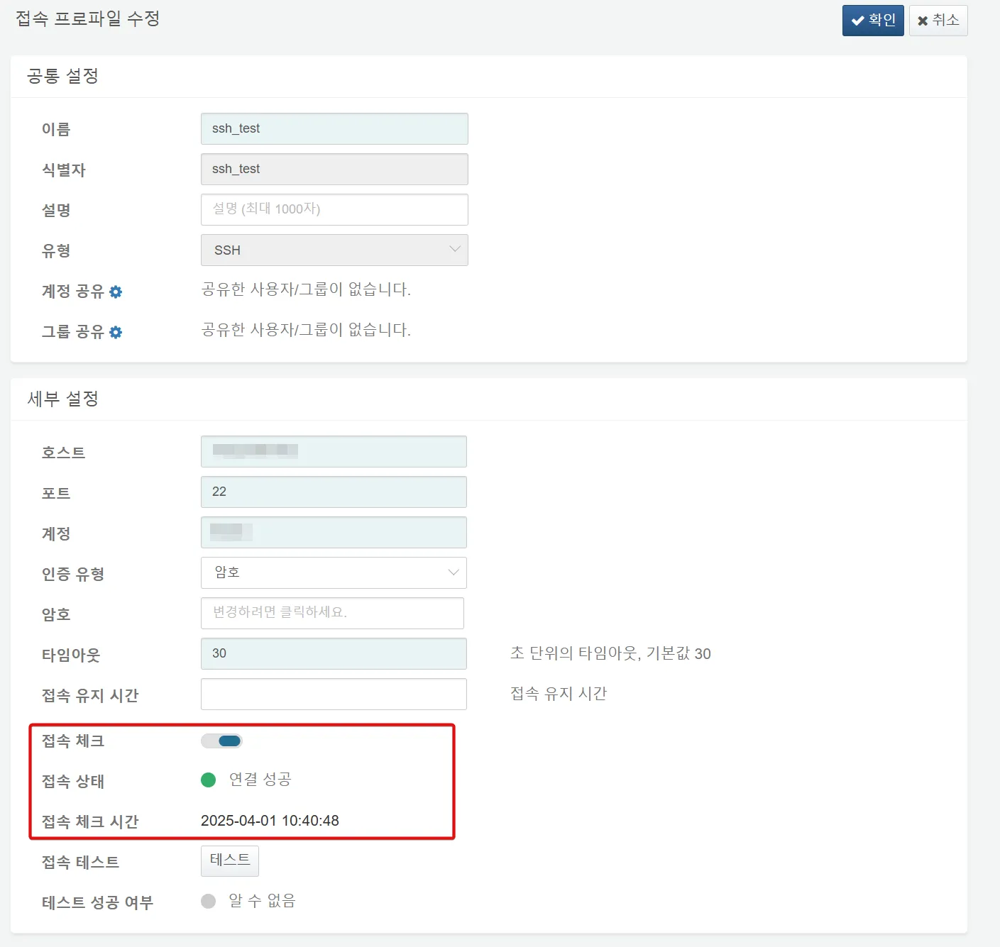 접속 프로파일 수정
확인
취소
공통 설정
이름
ssh_test
식별자
ssh_test
설명
설명 (최대 1000자)
유형
SSH
계정 공유
공유한 사용자/그룹이 없습니다.
그룹 공유
공유한 사용자/그룹이 없습니다.
세부 설정
호스트
포트
22
계정
인증 유형
암호
암호
변경하려면 클릭하세요.
타임아웃
30
초 단위의 타임아웃, 기본값 30
접속 유지 시간
접속 유지 시간
접속 체크
접속 상태
연결 성공
접속 체크 시간
2025-04-01 10:40:48
접속 테스트
테스트
테스트 성공 여부
알 수 없음